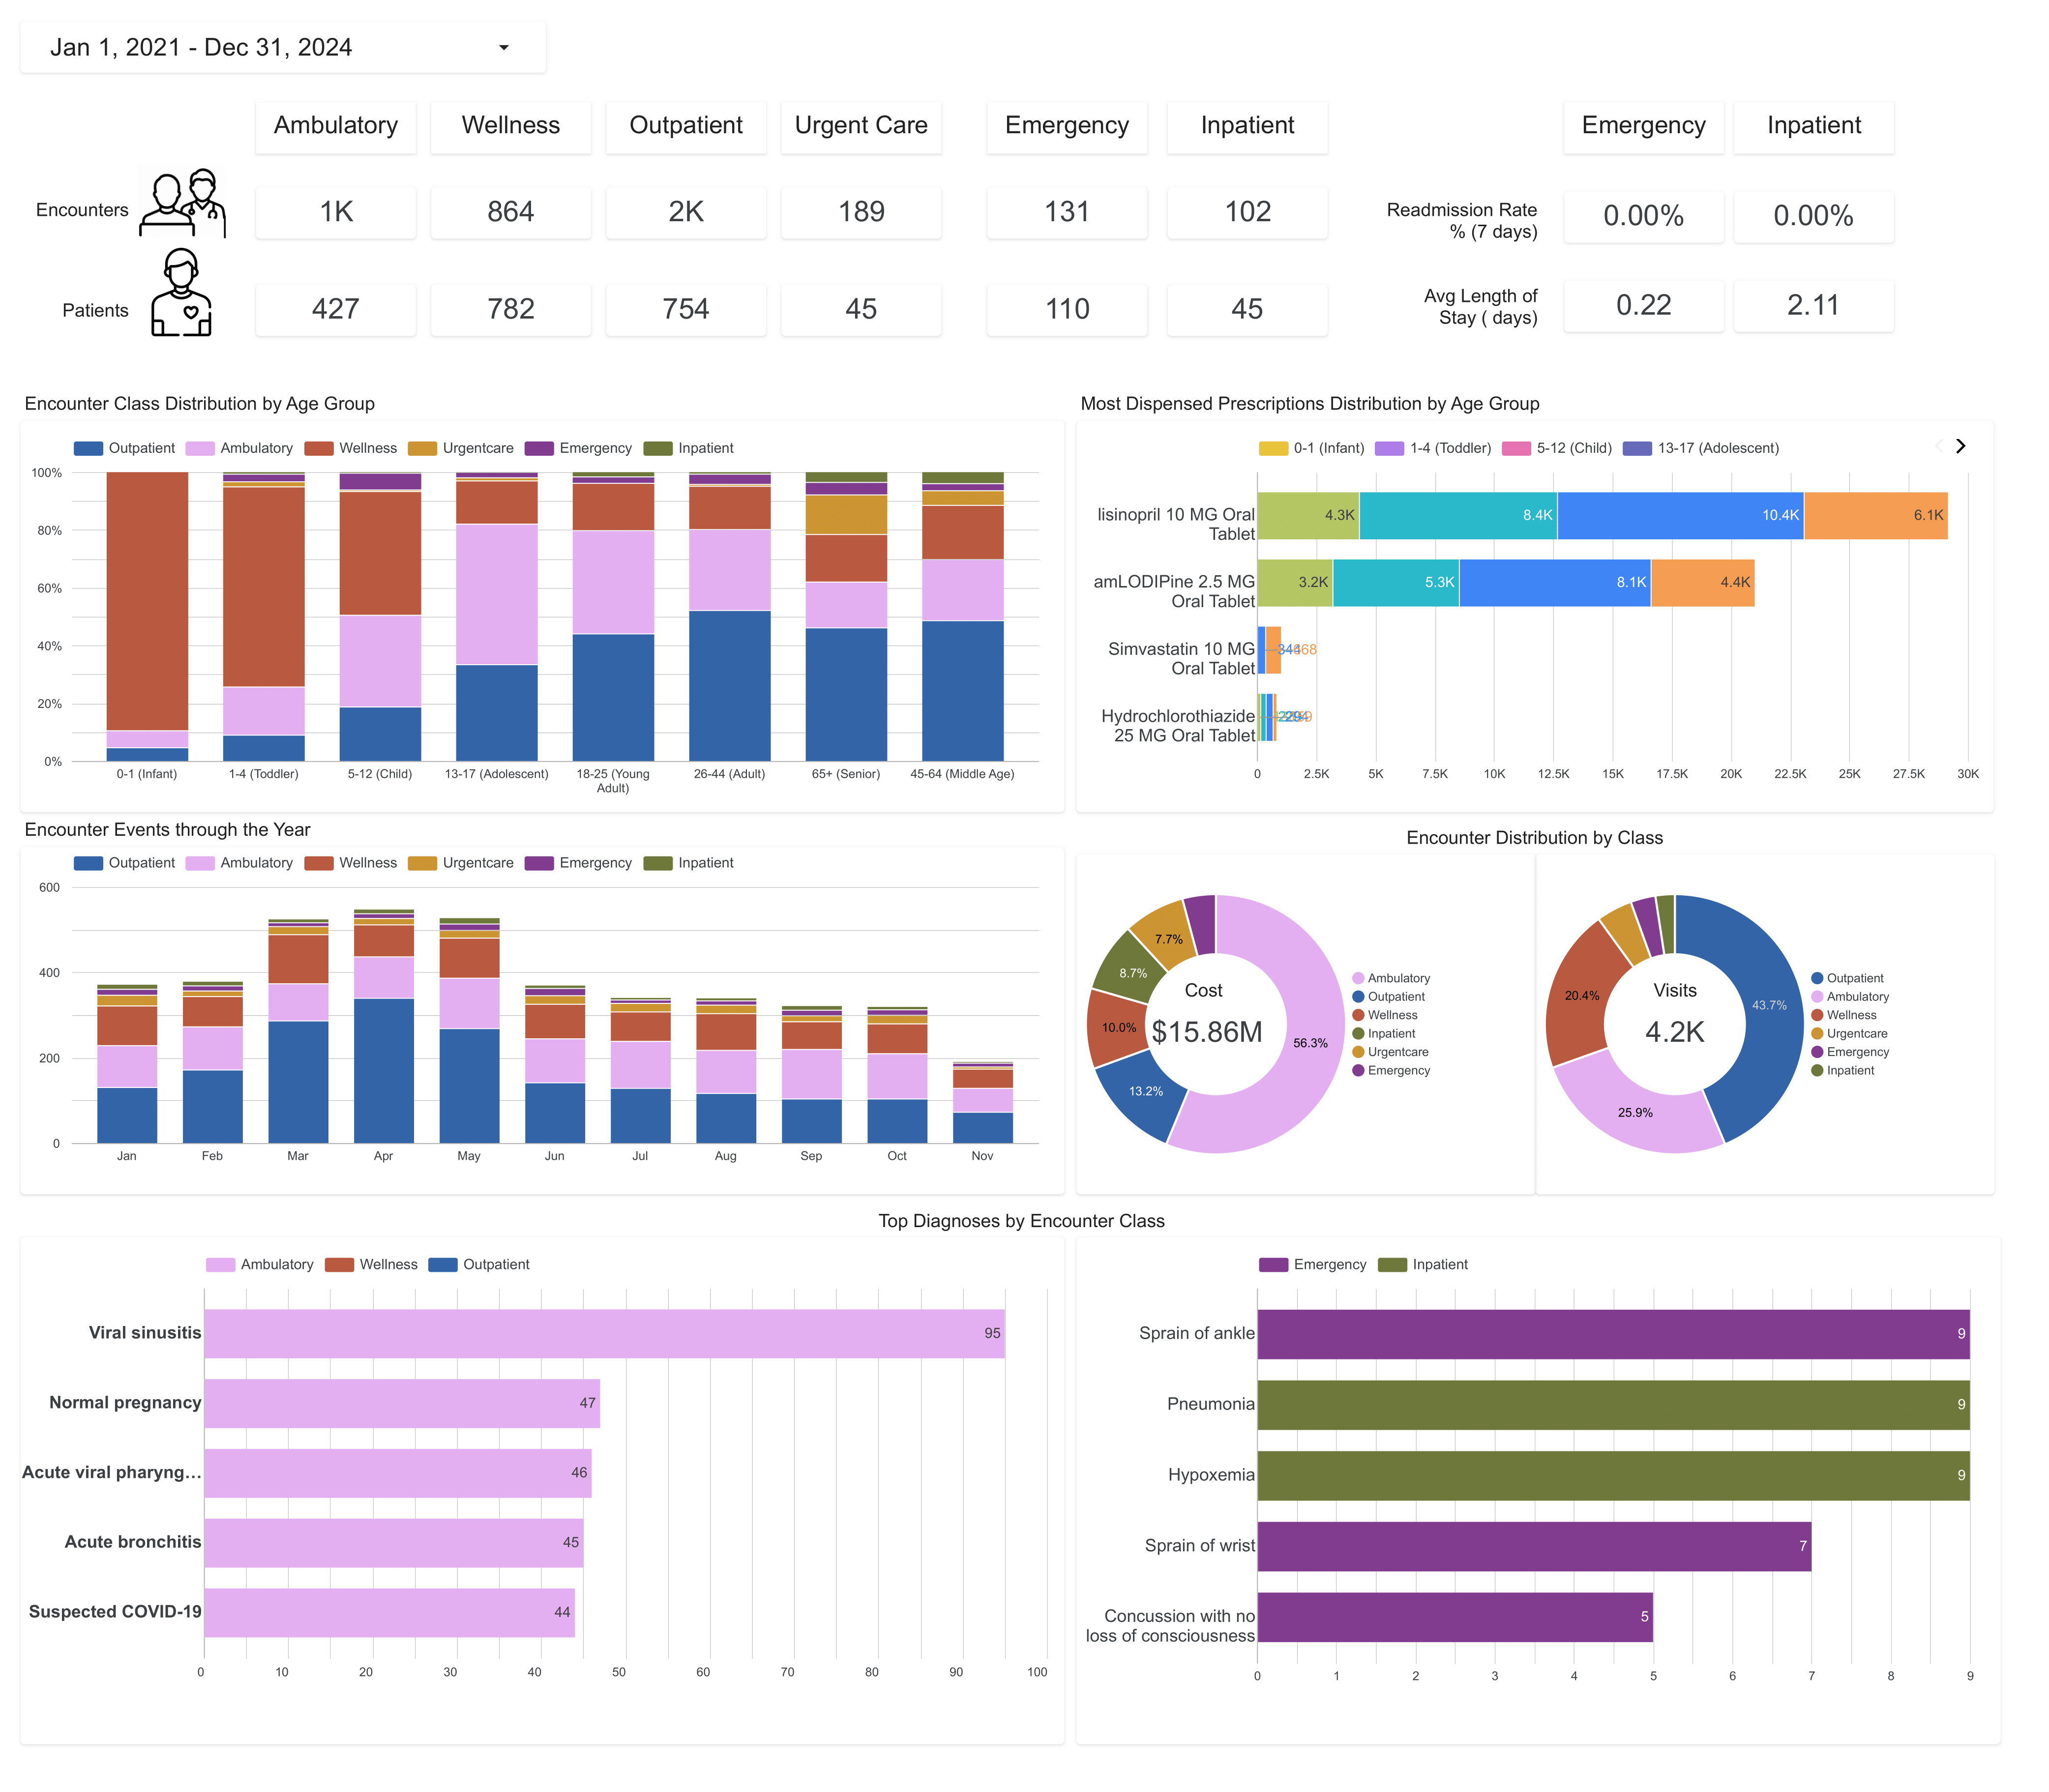 Jan 1, 2021 - Dec 31, 2024
Ambulatory
Wellness
Outpatient
Urgent Care
Emergency
Inpatient
Emergency
Inpatient
Encounters
1K
864
2K
189
131
102
Readmission Rate
% (7 days)
0.00%
0.00%
Patients
427
782
754
45
110
45
Avg Length of
Stay ( days)
0.22
2.11
Encounter Class Distribution by Age Group
Outpatient
Ambulatory
Wellness
Urgentcare
Emergency
Inpatient
100%
80%
60%
40%
20%
0%
0-1 (Infant)
1-4 (Toddler)
5-12 (Child)
13-17 (Adolescent)
18-25 (Young
Adult)
26-44 (Adult)
65+ (Senior)
45-64 (Middle Age)
Most Dispensed Prescriptions Distribution by Age Group
0-1 (Infant)
1-4 (Toddler)
5-12 (Child)
13-17 (Adolescent)
lisinopril 10 MG Oral
Tablet
4.3K
8.4K
10.4K
6.1K
amLODIPine 2.5 MG
Oral Tablet
3.2K
5.3K
8.1K
4.4K
Simvastatin 10 MG
Oral Tablet
Hydrochlorothiazide
25 MG Oral Tablet
0
2.5K
5K
7.5K
10K
12.5K
15K
17.5K
20K
22.5K
25K
27.5K
30K
Encounter Events through the Year
Outpatient
Ambulatory
Wellness
Urgentcare
Emergency
Inpatient
600
400
200
0
Jan
Feb
Mar
Apr
May
Jun
Jul
Aug
Sep
Oct
Nov
Encounter Distribution by Class
Cost
$15.86M
56.3%
13.2%
10.0%
8.7%
7.7%
Ambulatory
Outpatient
Wellness
Inpatient
Urgentcare
Emergency
Visits
4.2K
43.7%
25.9%
20.4%
Outpatient
Ambulatory
Wellness
Urgentcare
Emergency
Inpatient
Top Diagnoses by Encounter Class
Ambulatory
Wellness
Outpatient
Viral sinusitis
95
Normal pregnancy
47
Acute viral pharyng…
46
Acute bronchitis
45
Suspected COVID-19
44
0
10
20
30
40
50
60
70
80
90
100
Emergency
Inpatient
Sprain of ankle
9
Pneumonia
9
Hypoxemia
9
Sprain of wrist
7
Concussion with no
loss of consciousness
5
0
1
2
3
4
5
6
7
8
9